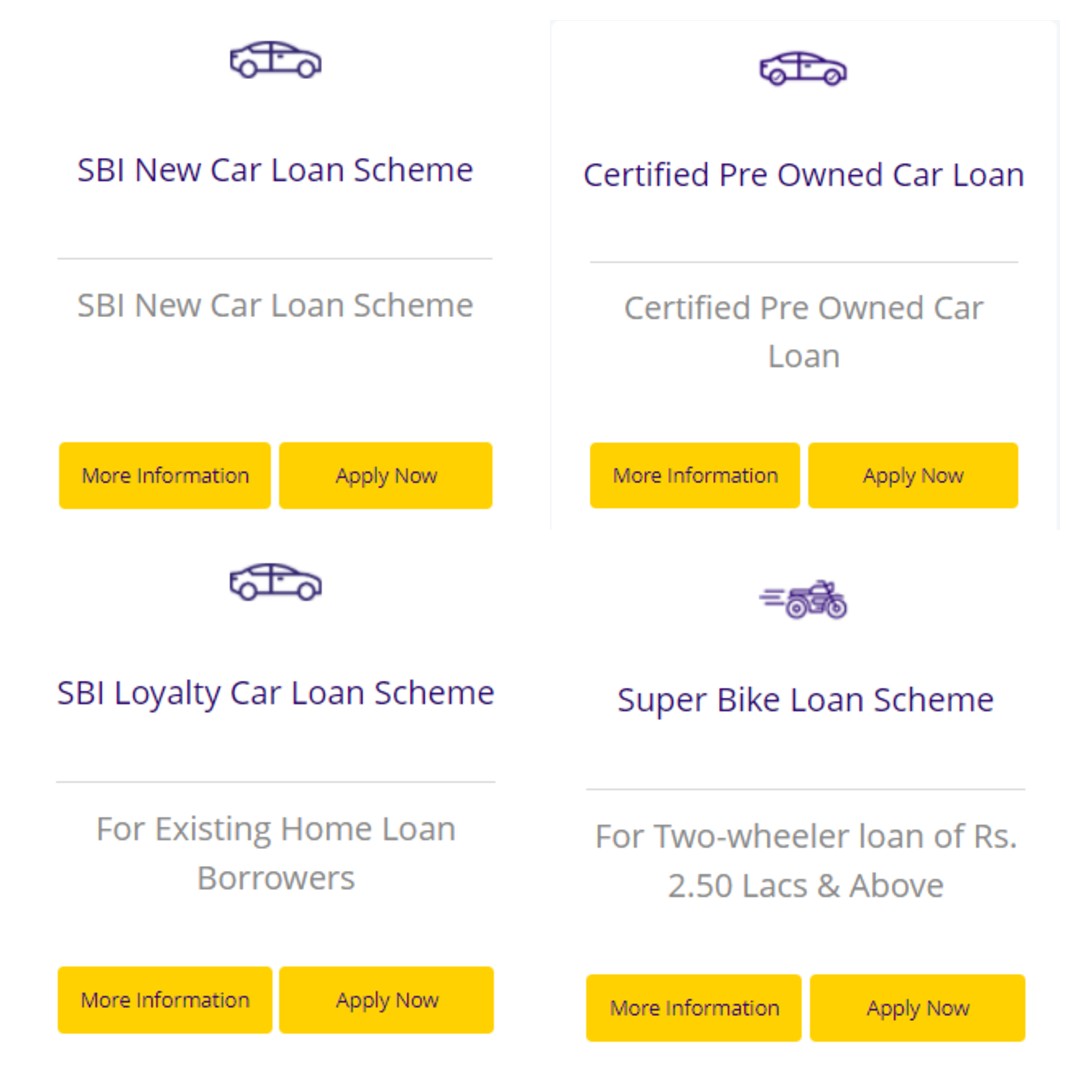 SBI New Car Loan Scheme
SBI New Car Loan Scheme
More Information
Apply Now
Certified Pre Owned Car Loan
Certified Pre Owned Car
Loan
More Information
Apply Now
SBI Loyalty Car Loan Scheme
For Existing Home Loan
Borrowers
More Information
Apply Now
Super Bike Loan Scheme
For Two-wheeler loan of Rs.
2.50 Lacs & Above
More Information
Apply Now